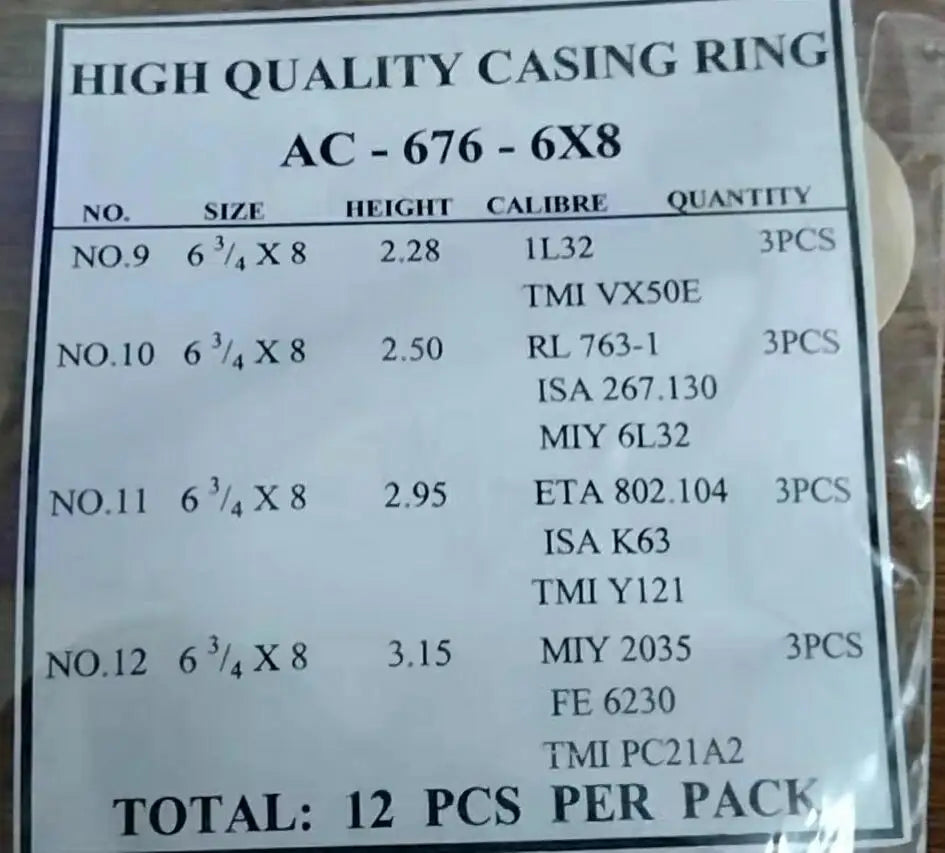 HIGH QUALITY CASING RING
AC - 676 - 6X8
NO. SIZE HEIGHT CALIBRE QUANTITY
NO.9 6 3/4 X 8 2.28 1L32 3PCS
TMI VX50E
NO.10 6 3/4 X 8 2.50 RL 763-1 3PCS
ISA 267.130
MIY 6L32
NO.11 6 3/4 X 8 2.95 ETA 802.104 3PCS
ISA K63
TMI Y121
NO.12 6 3/4 X 8 3.15 MIY 2035 3PCS
FE 6230
TMI PC21A2
TOTAL: 12 PCS PER PACK